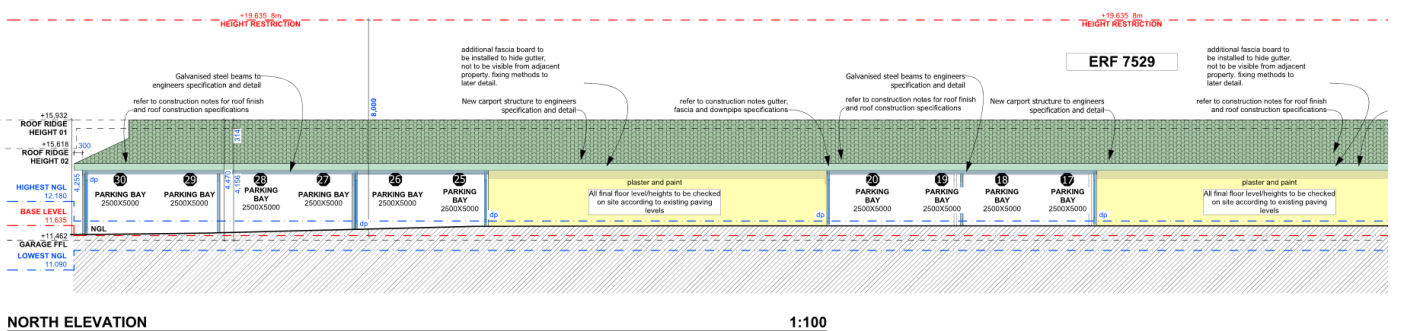 +19.635  8m
HEIGHT RESTRICTION
+19.635  8m
HEIGHT RESTRICTION
8,000
ERF 7529
additional fascia board to
be installed to hide gutter,
not to be visible from adjacent
property. fixing methods to
later detail.
additional fascia board to
be installed to hide gutter,
not to be visible from adjacent
property. fixing methods to
later detail.
Galvanised steel beams to
engineers specification and detail
Galvanised steel beams to
engineers specification and detail
refer to construction notes for roof finish
and roof construction specifications
New carport structure to engineers
specification and detail
refer to construction notes gutter,
fascia and downpipe specifications
refer to construction notes for roof finish
and roof construction specifications
New carport structure to engineers
specification and detail
refer to construction notes for roof finish
and roof construction specifications
+15,932
ROOF RIDGE
HEIGHT 01
+15,618
ROOF RIDGE
HEIGHT 02
300
314
4,255
4,470
4,156
HIGHEST NGL
12.160
BASE LEVEL
11.635
+11,462
GARAGE FFL
LOWEST NGL
11.090
NGL
dp
30
PARKING BAY
2500X5000
29
PARKING BAY
2500X5000
28
PARKING
BAY
2500X5000
27
PARKING BAY
2500X5000
dp
26
PARKING BAY
2500X5000
25
PARKING
BAY
2500X5000
dp
plaster and paint
All final floor level/heights to be checked
on site according to existing paving
levels
dp
20
PARKING
BAY
2500X5000
19
PARKING
BAY
2500X5000
18
PARKING BAY
2500X5000
17
PARKING
BAY
2500X5000
dp
plaster and paint
All final floor level/heights to be checked
on site according to existing paving
levels
NORTH ELEVATION
1:100